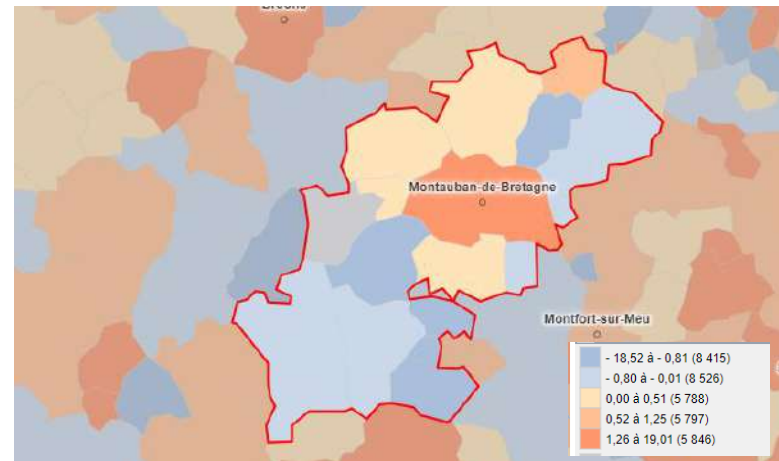 Montauban-de-Bretagne
Montfort-sur-Meu
- 18,52 à - 0,81 (8 415)
- 0,80 à - 0,01 (8 526)
0,00 à 0,51 (5 788)
0,52 à 1,25 (5 797)
1,26 à 19,01 (5 846)